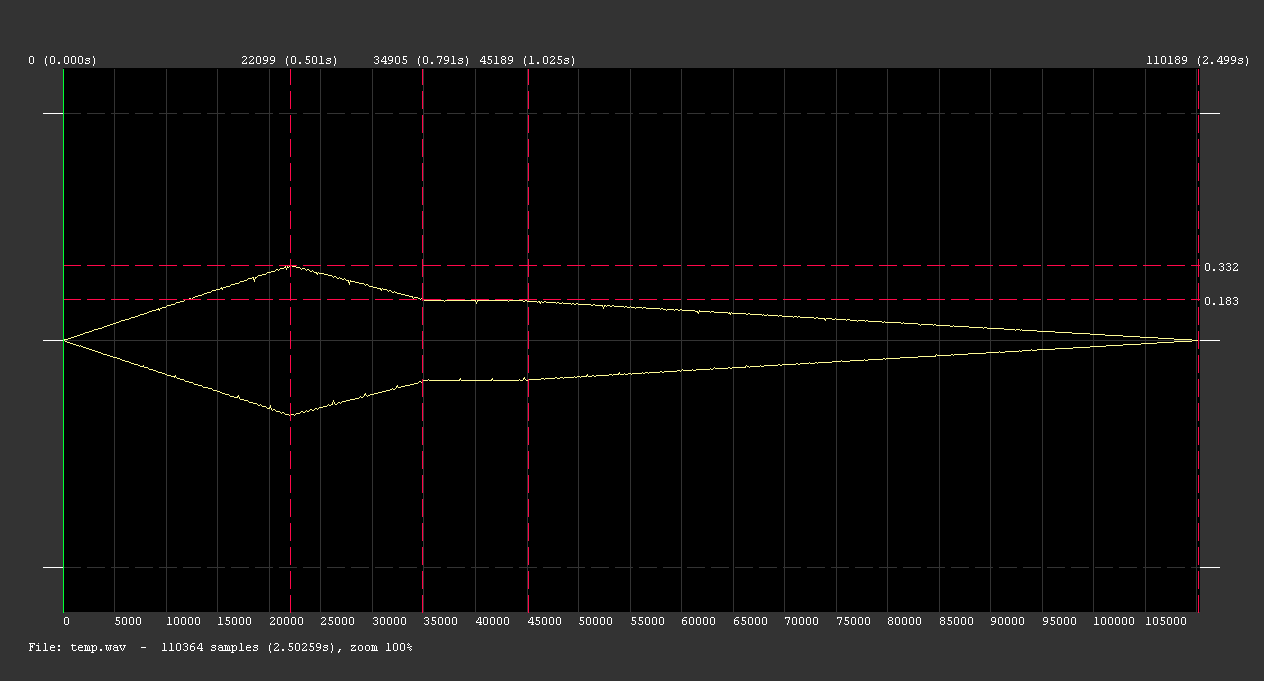 0 (0.000s) 22099 (0.501s) 34905 (0.791s) 45189 (1.025s) 110189 (2.499s)
0.332
0.183
0 5000 10000 15000 20000 25000 30000 35000 40000 45000 50000 55000 60000 65000 70000 75000 80000 85000 90000 95000 100000 105000
File: temp.wav - 110364 samples (2.50259s), zoom 100%